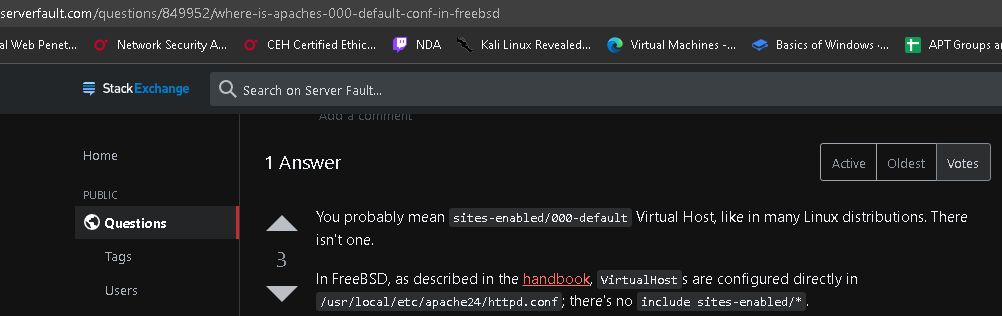 serverfault.com/questions/849952/where-is-apaches-000-default-conf-in-freebsd
al Web Penet... Network Security A... CEH Certified Ethic... NDA Kali Linux Revealed... Virtual Machines -... Basics of Windows ·... APT Groups a
StackExchange Search on Server Fault...
Add a comment
Home
PUBLIC
Questions
Tags
Users
1 Answer
Active Oldest Votes
3
You probably mean sites-enabled/000-default Virtual Host, like in many Linux distributions. There
isn't one.
In FreeBSD, as described in the handbook, VirtualHosts are configured directly in
/usr/local/etc/apache24/httpd.conf; there's no include sites-enabled/*.